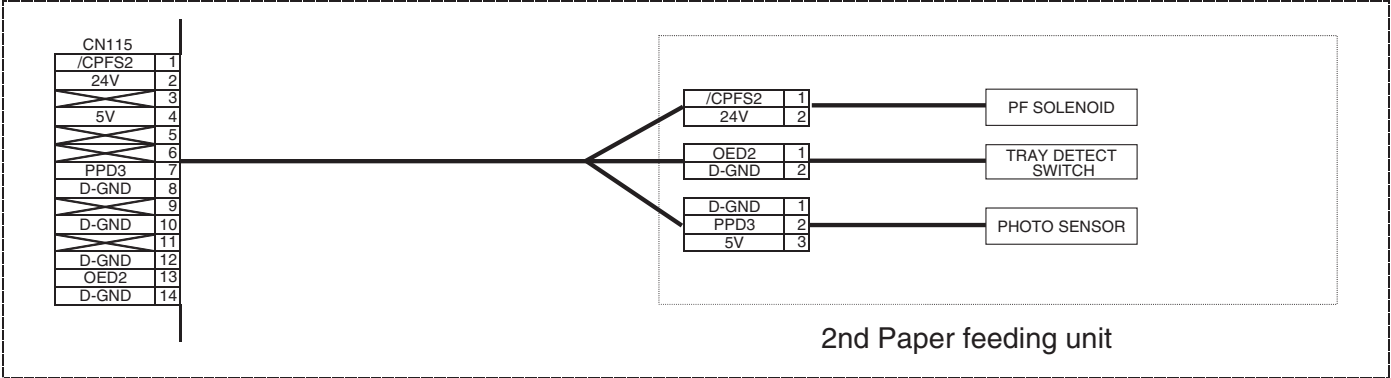 CN115
/CPFS2 1
24V 2
3
5V 4
5
6
PPD3 7
D-GND 8
9
D-GND 10
11
D-GND 12
OED2 13
D-GND 14
/CPFS2 1
24V 2
PF SOLENOID
OED2 1
D-GND 2
TRAY DETECT
SWITCH
D-GND 1
PPD3 2
5V 3
PHOTO SENSOR
2nd Paper feeding unit